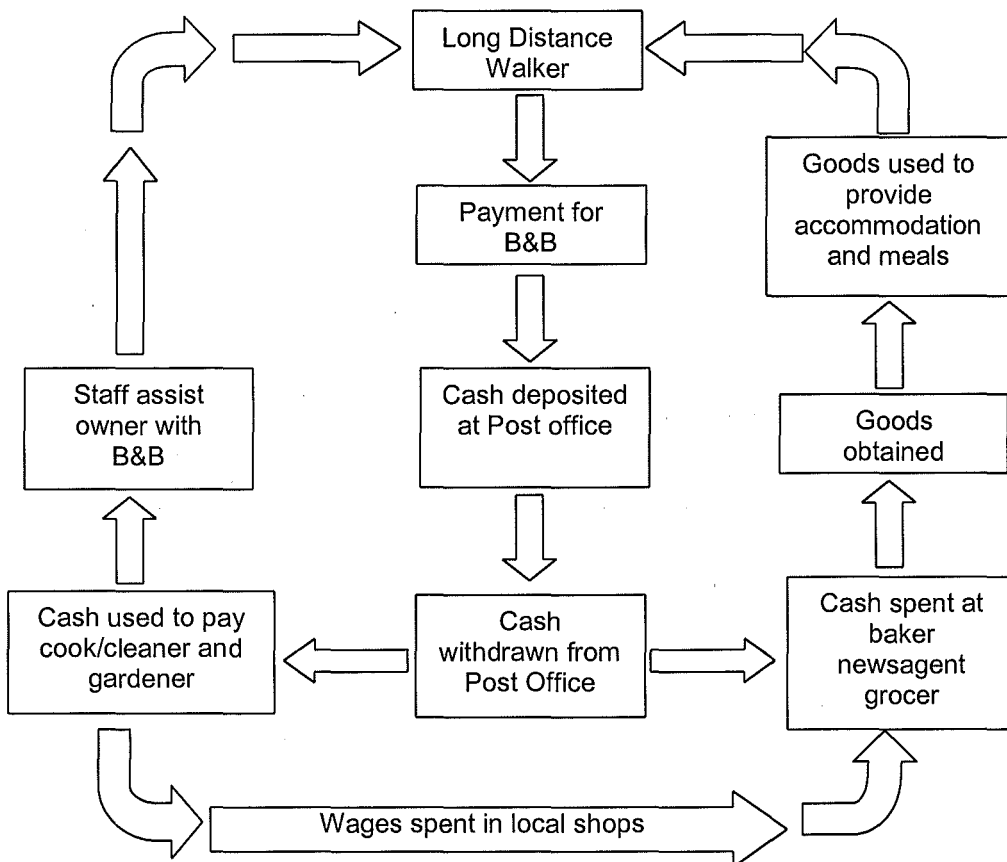 Long Distance
Walker
Payment for
B&B
Goods used to
provide
accommodation
and meals
Staff assist
owner with
B&B
Cash deposited
at Post office
Goods
obtained
Cash used to pay
cook/cleaner and
gardener
Cash
withdrawn from
Post Office
Cash spent at
baker
newsagent
grocer
Wages spent in local shops